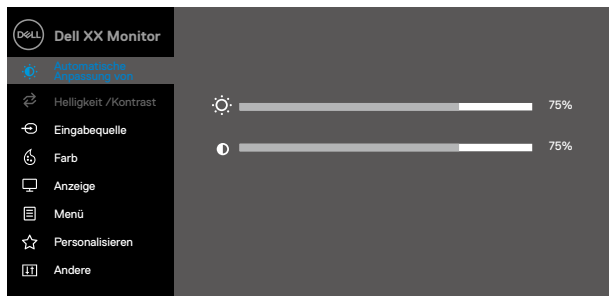 DELL
Dell XX Monitor
Automatische
Anpassung von
Helligkeit /Kontrast
75%
Eingabequelle
Farb
75%
Anzeige
Menü
Personalisieren
Andere